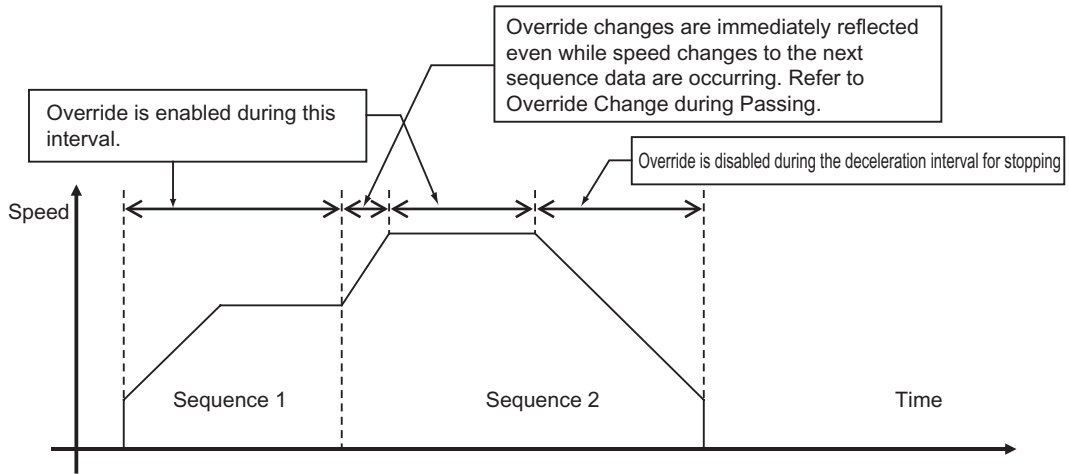 Override changes are immediately reflected
even while speed changes to the next
sequence data are occurring. Refer to
Override Change during Passing.
Override is enabled during this
interval.
Override is disabled during the deceleration interval for stopping
Speed
Sequence 1
Sequence 2
Time